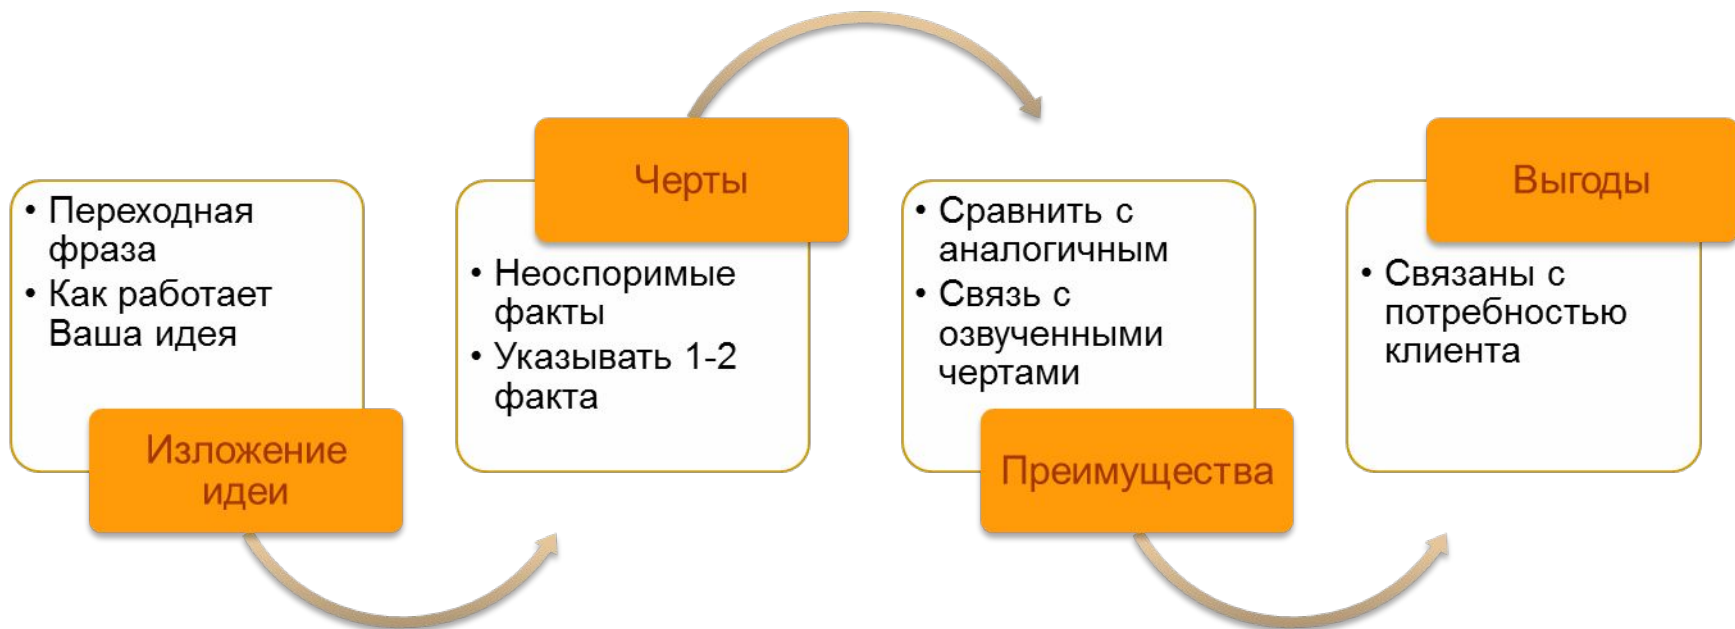 • Переходная
фраза
• Как работает
Ваша идея
Изложение
идеи
Черты
• Неоспоримые
факты
• Указывать 1-2
факта
• Сравнить с
аналогичным
• Связь с
озвученными
чертами
Преимущества
Выгоды
• Связаны с
потребностью
клиента